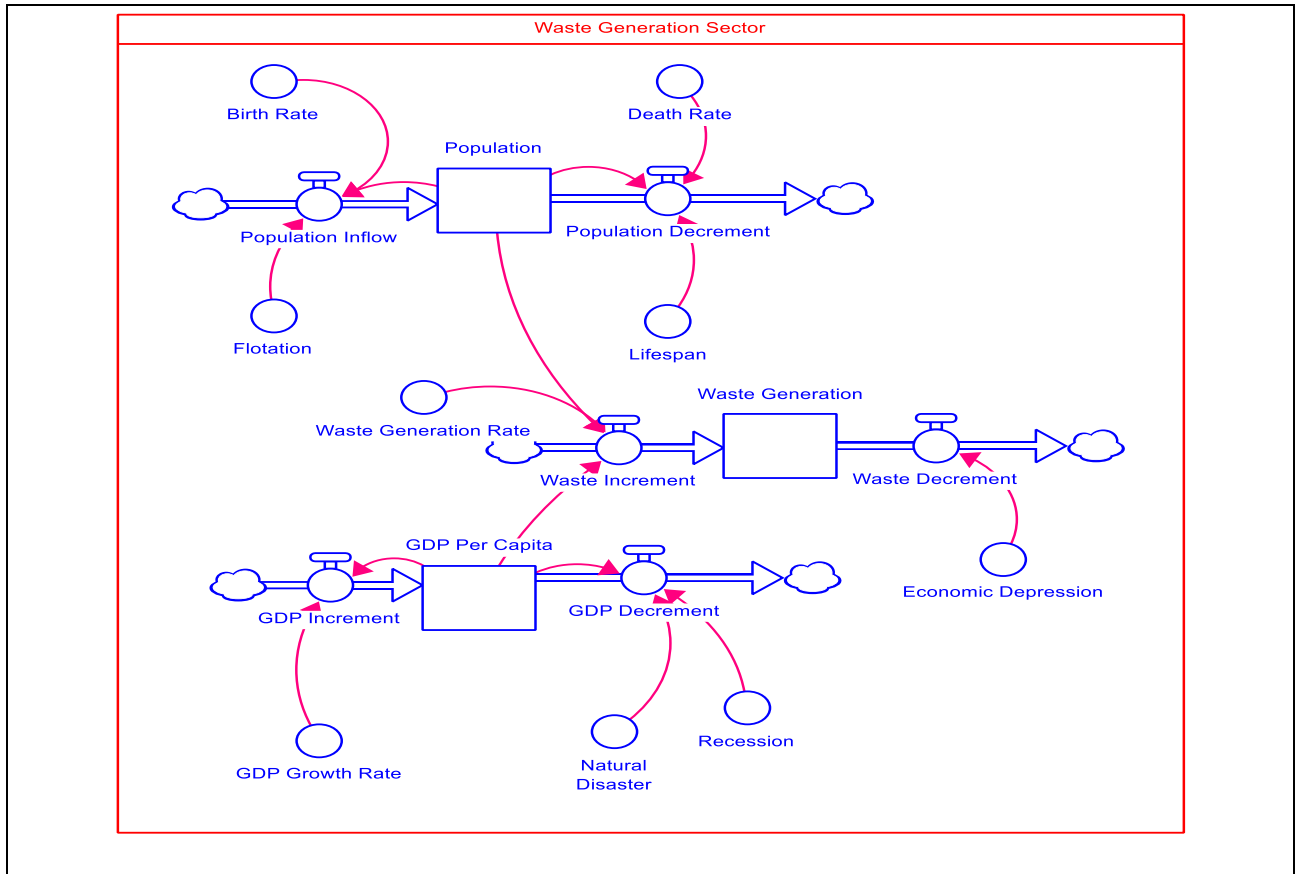 Waste Generation Sector
Birth Rate
Death Rate
Population
Population Inflow
Population Decrement
Flotation
Lifespan
Waste Generation
Waste Generation Rate
Waste Increment
Waste Decrement
GDP Per Capita
Economic Depression
GDP Increment
GDP Decrement
Recession
Natural
Disaster
GDP Growth Rate